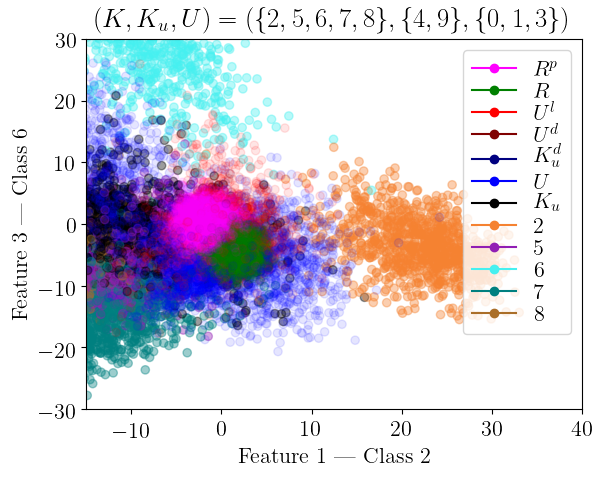 (K, K_u, U) = ({2, 5, 6, 7, 8}, {4, 9}, {0, 1, 3})
30
20
10
0
−10
−20
−30
Feature 3 — Class 6
−10
0
10
20
30
40
Feature 1 — Class 2
R^p
R
U^l
U^d
K_u^d
U
K_u
2
5
6
7
8